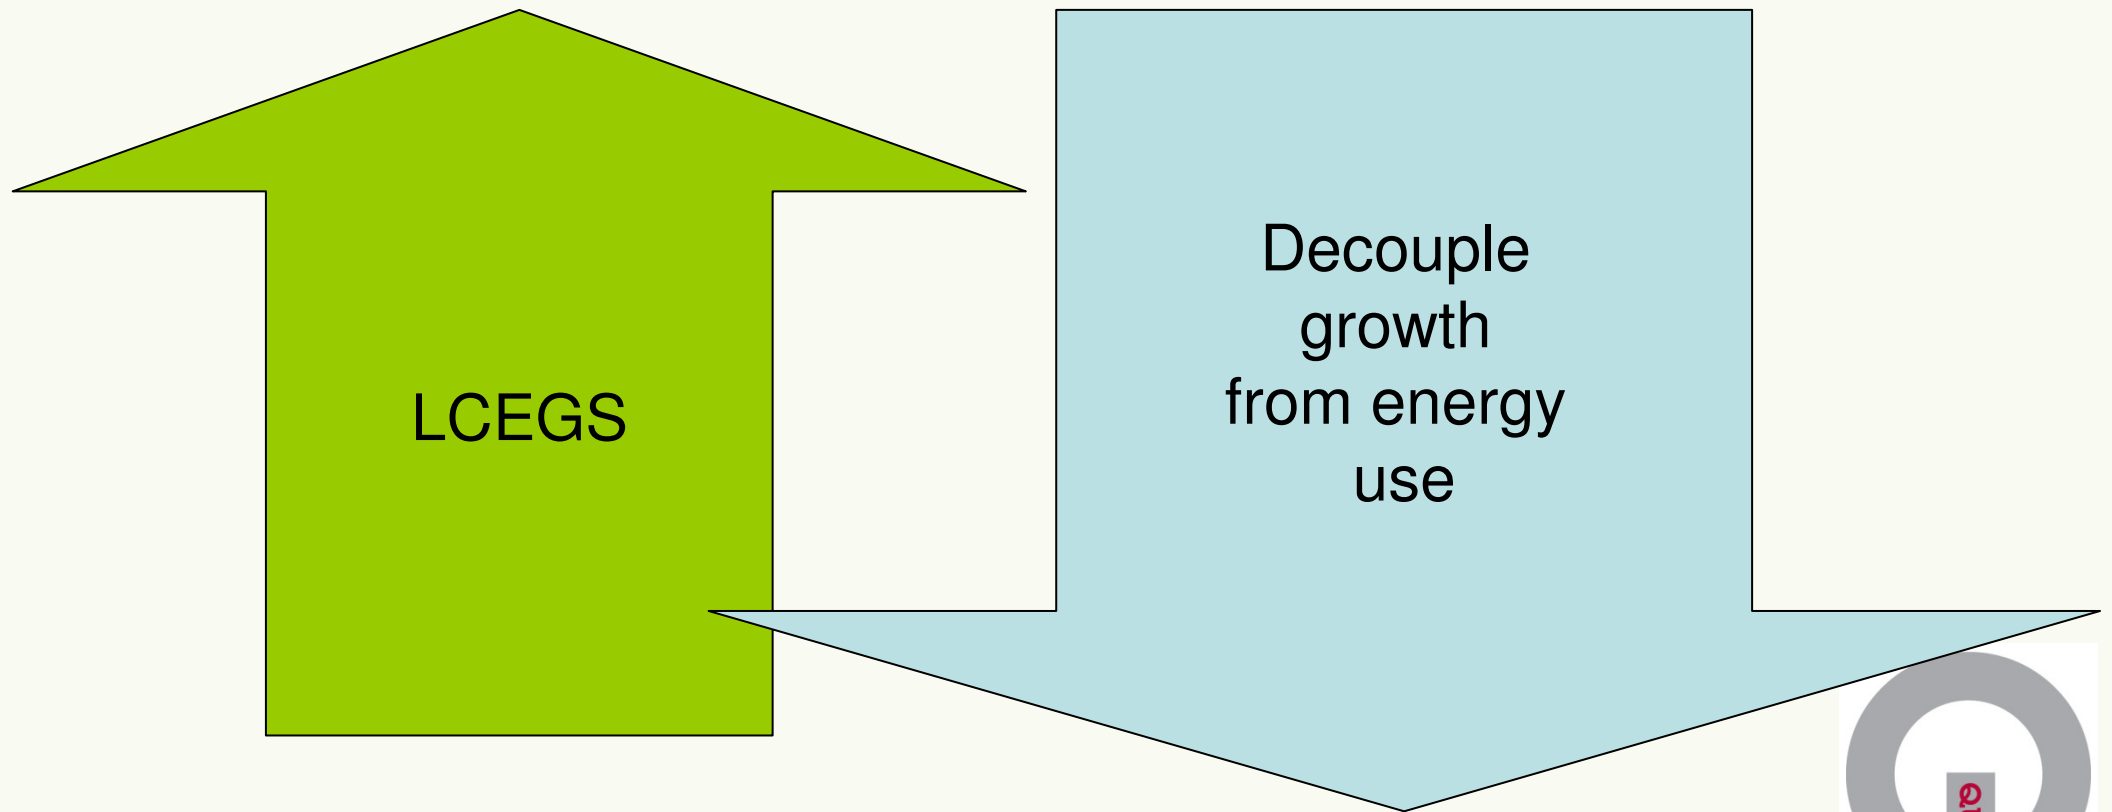 LCEGS
Decouple
growth
from energy
use